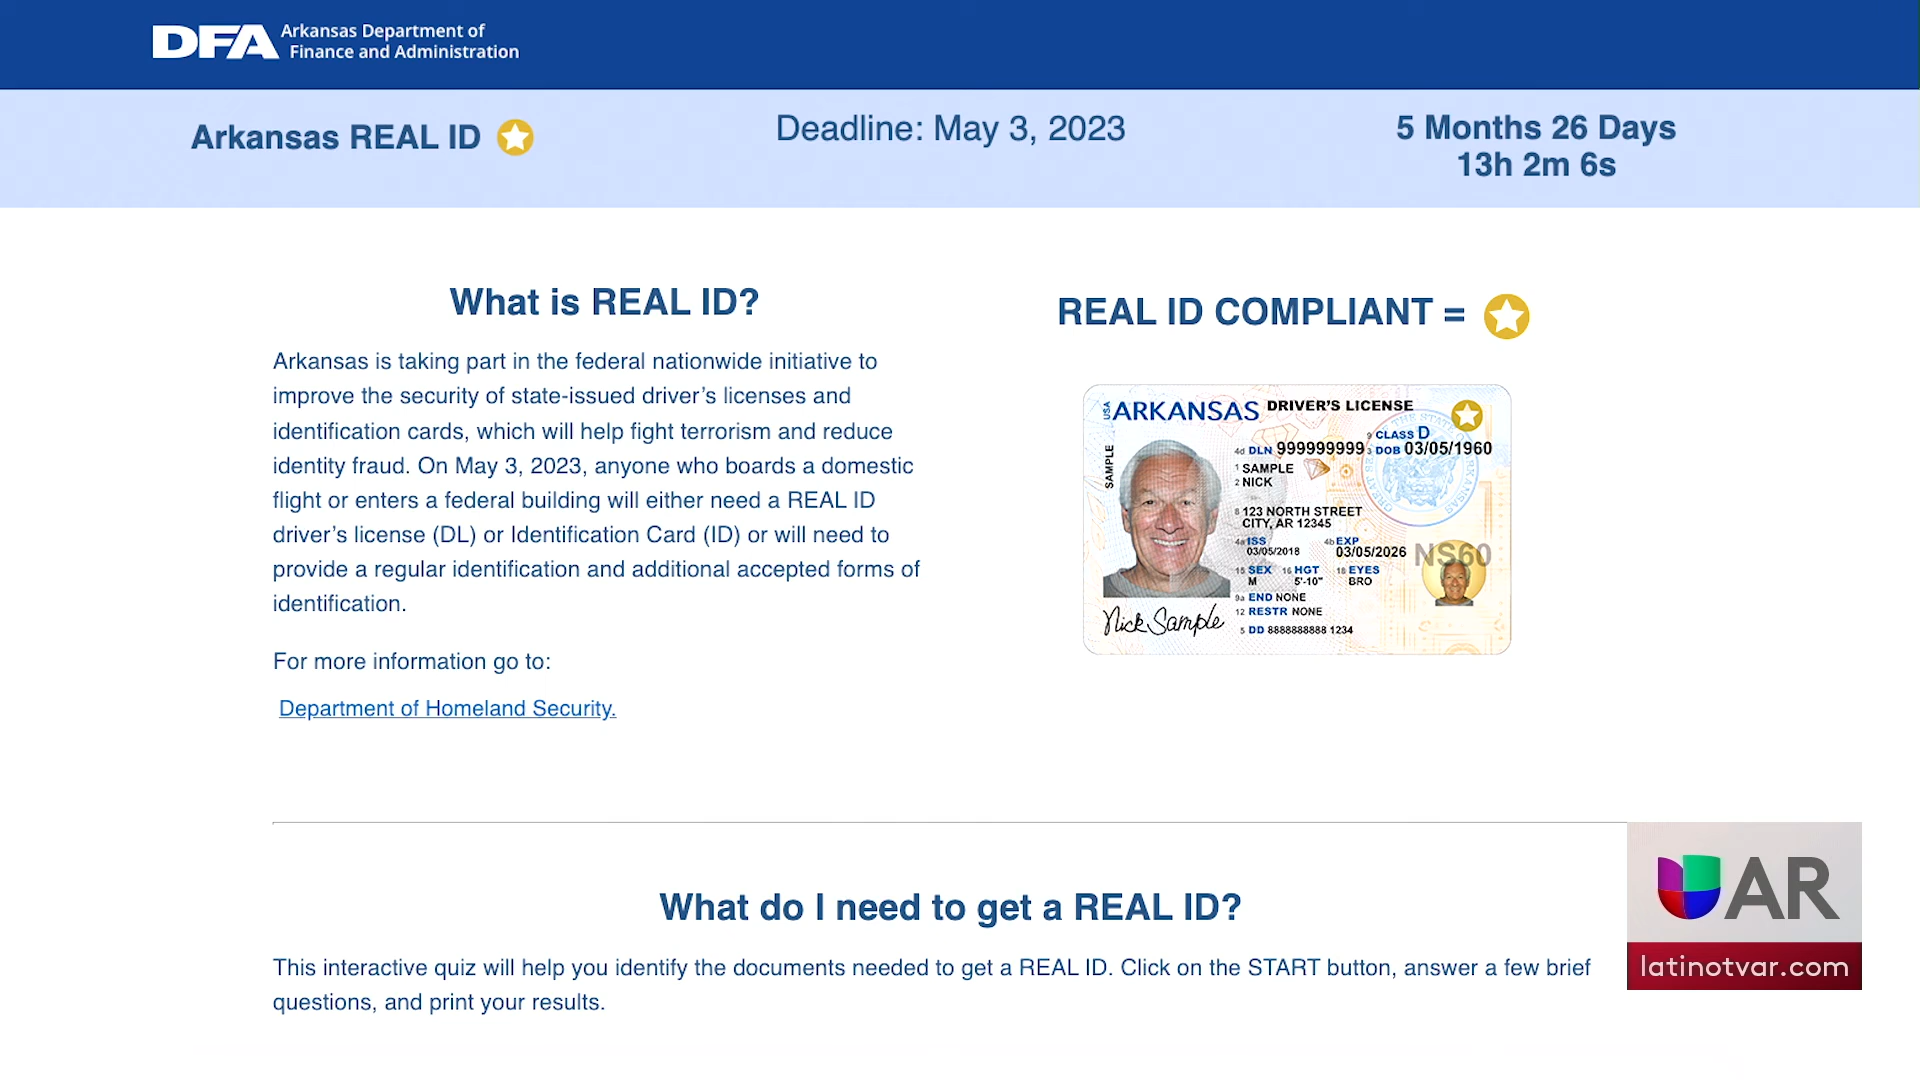 DFA Arkansas Department of
Finance and Administration
Arkansas REAL ID
Deadline: May 3, 2023
5 Months 26 Days
13h 2m 6s
What is REAL ID?
Arkansas is taking part in the federal nationwide initiative to
improve the security of state-issued driver’s licenses and
identification cards, which will help fight terrorism and reduce
identity fraud. On May 3, 2023, anyone who boards a domestic
flight or enters a federal building will either need a REAL ID
driver’s license (DL) or Identification Card (ID) or will need to
provide a regular identification and additional accepted forms of
identification.
For more information go to:
Department of Homeland Security.
REAL ID COMPLIANT =
USA ARKANSAS DRIVER’S LICENSE
9 CLASS D
4d DLN 999999999 3 DOB 03/05/1960
SAMPLE
1 SAMPLE
2 NICK
8 123 NORTH STREET
CITY, AR 12345
4a ISS 4b EXP
03/05/2018 03/05/2026
NS60
15 SEX 16 HGT 18 EYES
M 5'-10" BRO
9a END NONE
12 RESTR NONE
5 DD 8888888888 1234
Nick Sample
What do I need to get a REAL ID?
This interactive quiz will help you identify the documents needed to get a REAL ID. Click on the START button, answer a few brief
questions, and print your results.
AR
latinotvar.com